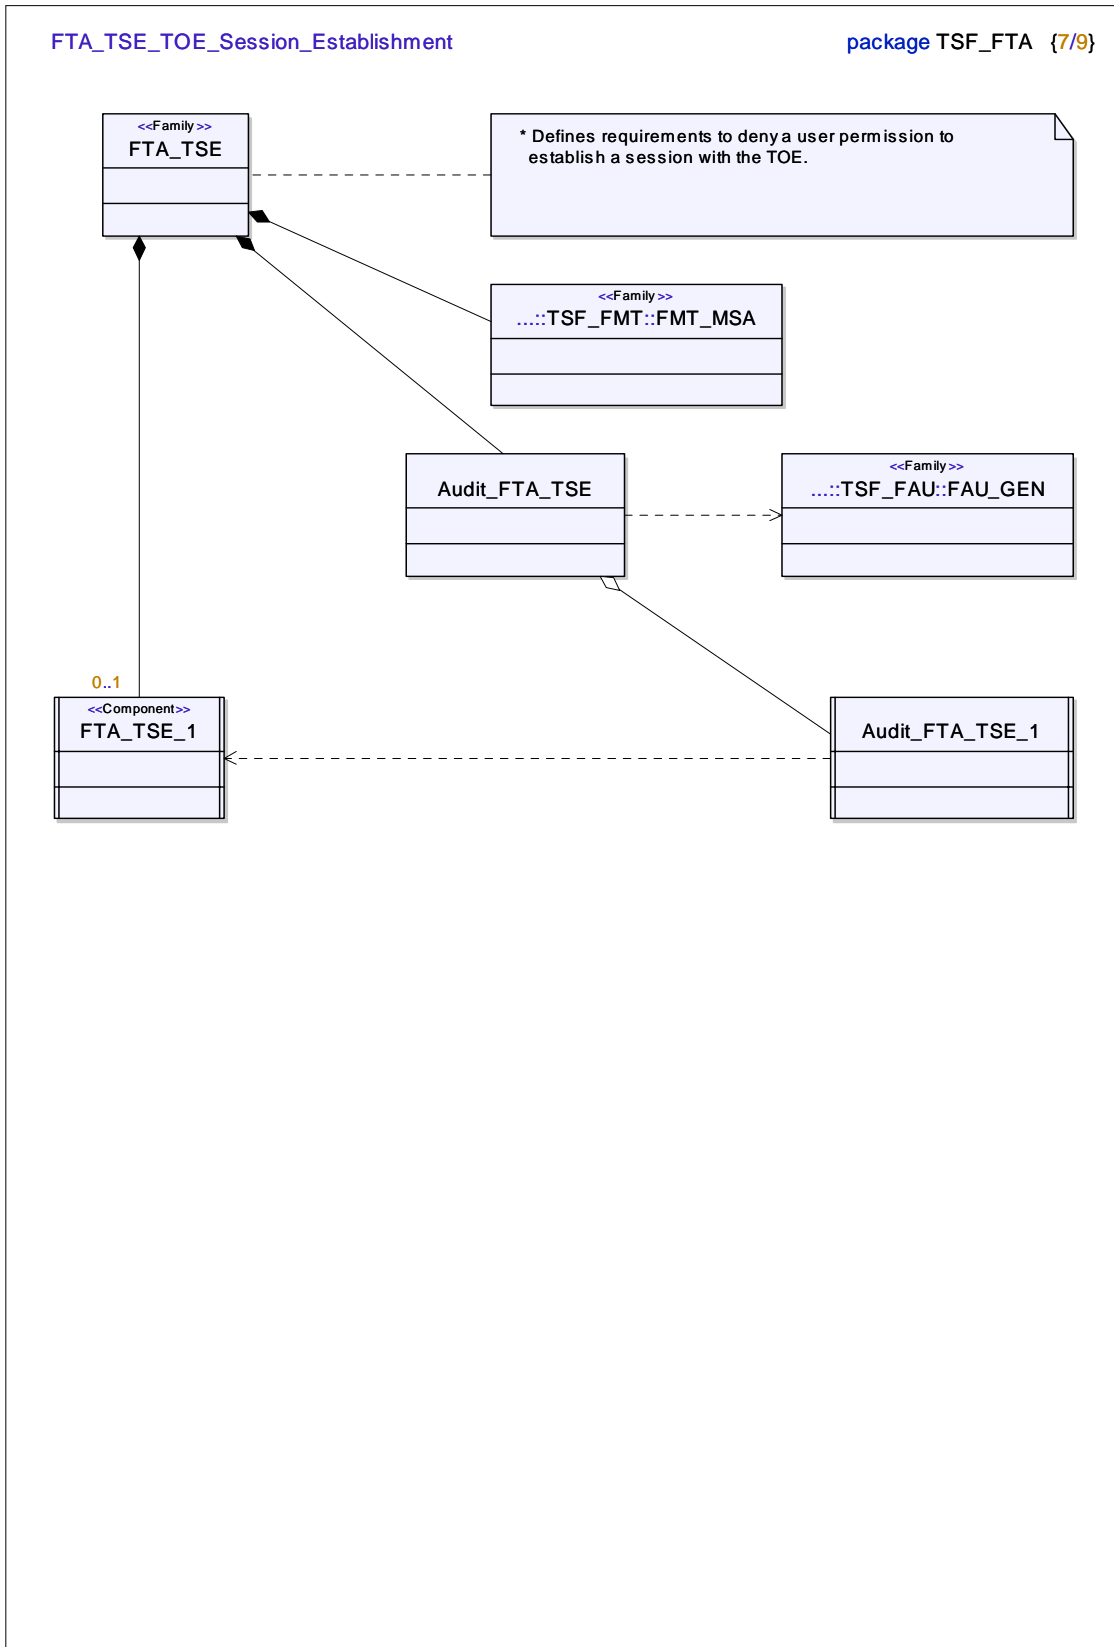 FTA_TSE_TOE_Session_Establishment
package TSF_FTA {7/9}
<<Family>>
FTA_TSE
* Defines requirements to deny a user permission to
establish a session with the TOE.
<<Family>>
...::TSF_FMT::FMT_MSA
Audit_FTA_TSE
<<Family>>
...::TSF_FAU::FAU_GEN
0..1
<<Component>>
FTA_TSE_1
Audit_FTA_TSE_1